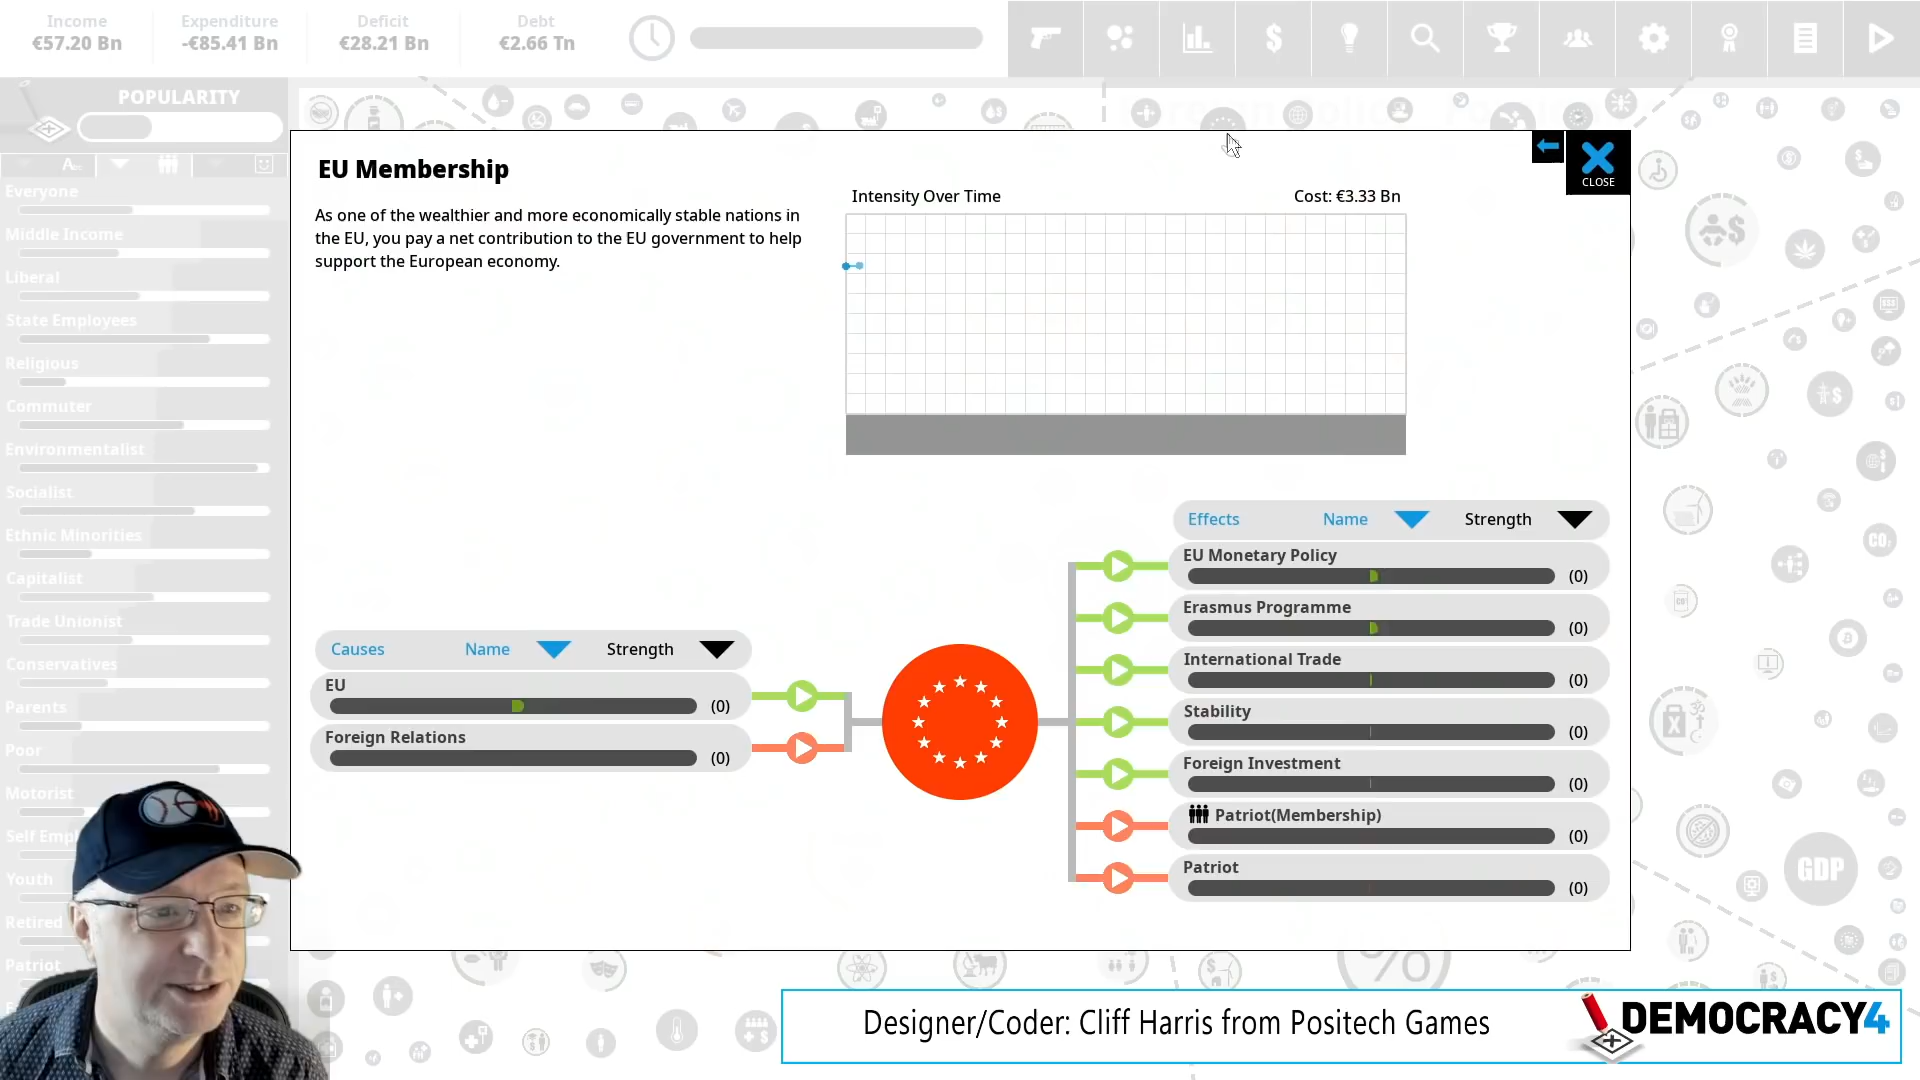 Income
€57.20 Bn
Expenditure
-€85.41 Bn
Deficit
€28.21 Bn
Debt
€2.66 Tn
POPULARITY
Everyone
Middle Income
Liberal
State Employees
Religious
Commuter
Environmentalist
Socialist
Ethnic Minorities
Capitalist
Trade Unionist
Conservatives
Parents
Poor
Motorist
Self Empl
Youth
Retired
Patriot
EU Membership
As one of the wealthier and more economically stable nations in
the EU, you pay a net contribution to the EU government to help
support the European economy.
Intensity Over Time
Cost: €3.33 Bn
CLOSE
Causes Name Strength
EU
(0)
Foreign Relations
(0)
Effects Name Strength
EU Monetary Policy
(0)
Erasmus Programme
(0)
International Trade
(0)
Stability
(0)
Foreign Investment
(0)
Patriot(Membership)
(0)
Patriot
(0)
GDP
Designer/Coder: Cliff Harris from Positech Games
DEMOCRACY4